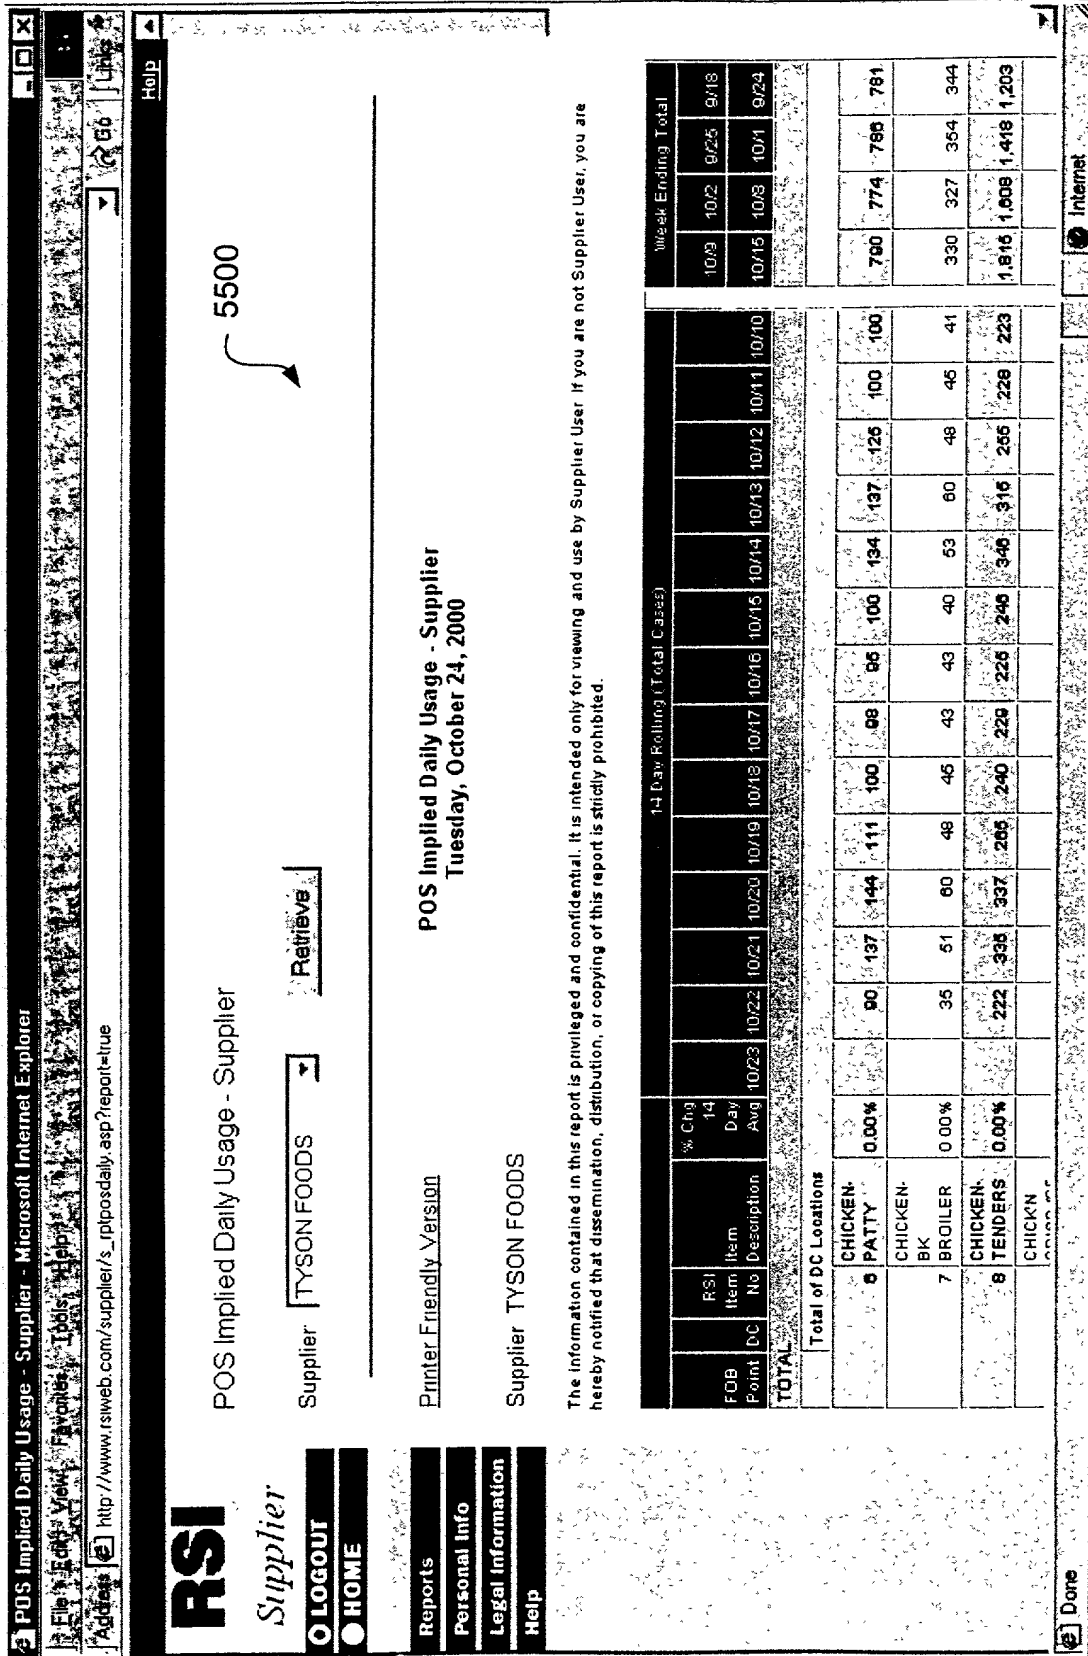 POS Implied Daily Usage - Supplier - Microsoft Internet Explorer
File Edit View Favorites Tools Help
Address http://www.rsiweb.com/supplier/s_rptposdaily.asp?report=true Go Links
Help
RSI
Supplier
LOGOUT
HOME
Reports
Personal Info
Legal Information
Help
POS Implied Daily Usage - Supplier
5500
Supplier TYSON FOODS Retrieve
Printer Friendly Version
POS Implied Daily Usage - Supplier
Tuesday, October 24, 2000
Supplier TYSON FOODS
The information contained in this report is privileged and confidential. It is intended only for viewing and use by Supplier User If you are not Supplier User, you are
hereby notified that dissemination, distribution, or copying of this report is strictly prohibited.
14 Day Rolling (Total Cases) Week Ending Total
% Chg
RSI 14 10/9 10/2 9/25 9/18
FOB Item Item Day
Point DC No Description Avg 10/23 10/22 10/21 10/20 10/19 10/18 10/17 10/16 10/15 10/14 10/13 10/12 10/11 10/10 10/15 10/8 10/1 9/24
TOTAL
Total of DC Locations
CHICKEN-
6 PATTY 0.00% 90 137 144 111 100 98 95 100 134 137 125 100 100 790 774 786 781
CHICKEN-
BK
7 BROILER 0 00% 35 51 60 48 45 43 43 40 53 60 48 45 41 330 327 354 344
CHICKEN-
8 TENDERS 0.00% 222 335 337 265 240 229 225 246 346 315 255 228 223 1,815 1,608 1,418 1,203
CHICK'N
Done Internet